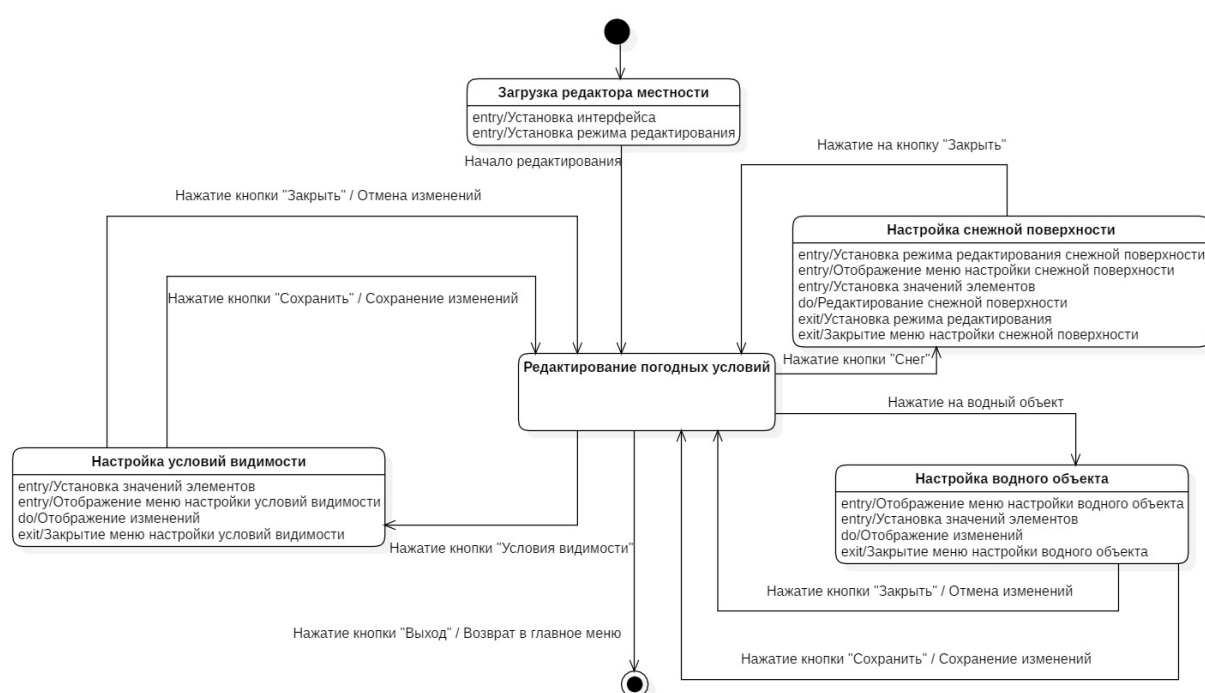 Загрузка редактора местности
entry/Установка интерфейса
entry/Установка режима редактирования
Начало редактирования
Нажатие на кнопку "Закрыть"
Нажатие кнопки "Закрыть" / Отмена изменений
Настройка снежной поверхности
entry/Установка режима редактирования снежной поверхности
entry/Отображение меню настройки снежной поверхности
entry/Установка значений элементов
do/Редактирование снежной поверхности
exit/Установка режима редактирования
exit/Закрытие меню настройки снежной поверхности
Нажатие кнопки "Сохранить" / Сохранение изменений
Редактирование погодных условий
Нажатие кнопки "Снег"
Нажатие на водный объект
Настройка условий видимости
entry/Установка значений элементов
entry/Отображение меню настройки условий видимости
do/Отображение изменений
exit/Закрытие меню настройки условий видимости
Настройка водного объекта
entry/Отображение меню настройки водного объекта
entry/Установка значений элементов
do/Отображение изменений
exit/Закрытие меню настройки водного объекта
Нажатие кнопки "Условия видимости"
Нажатие кнопки "Закрыть" / Отмена изменений
Нажатие кнопки "Выход" / Возврат в главное меню
Нажатие кнопки "Сохранить" / Сохранение изменений